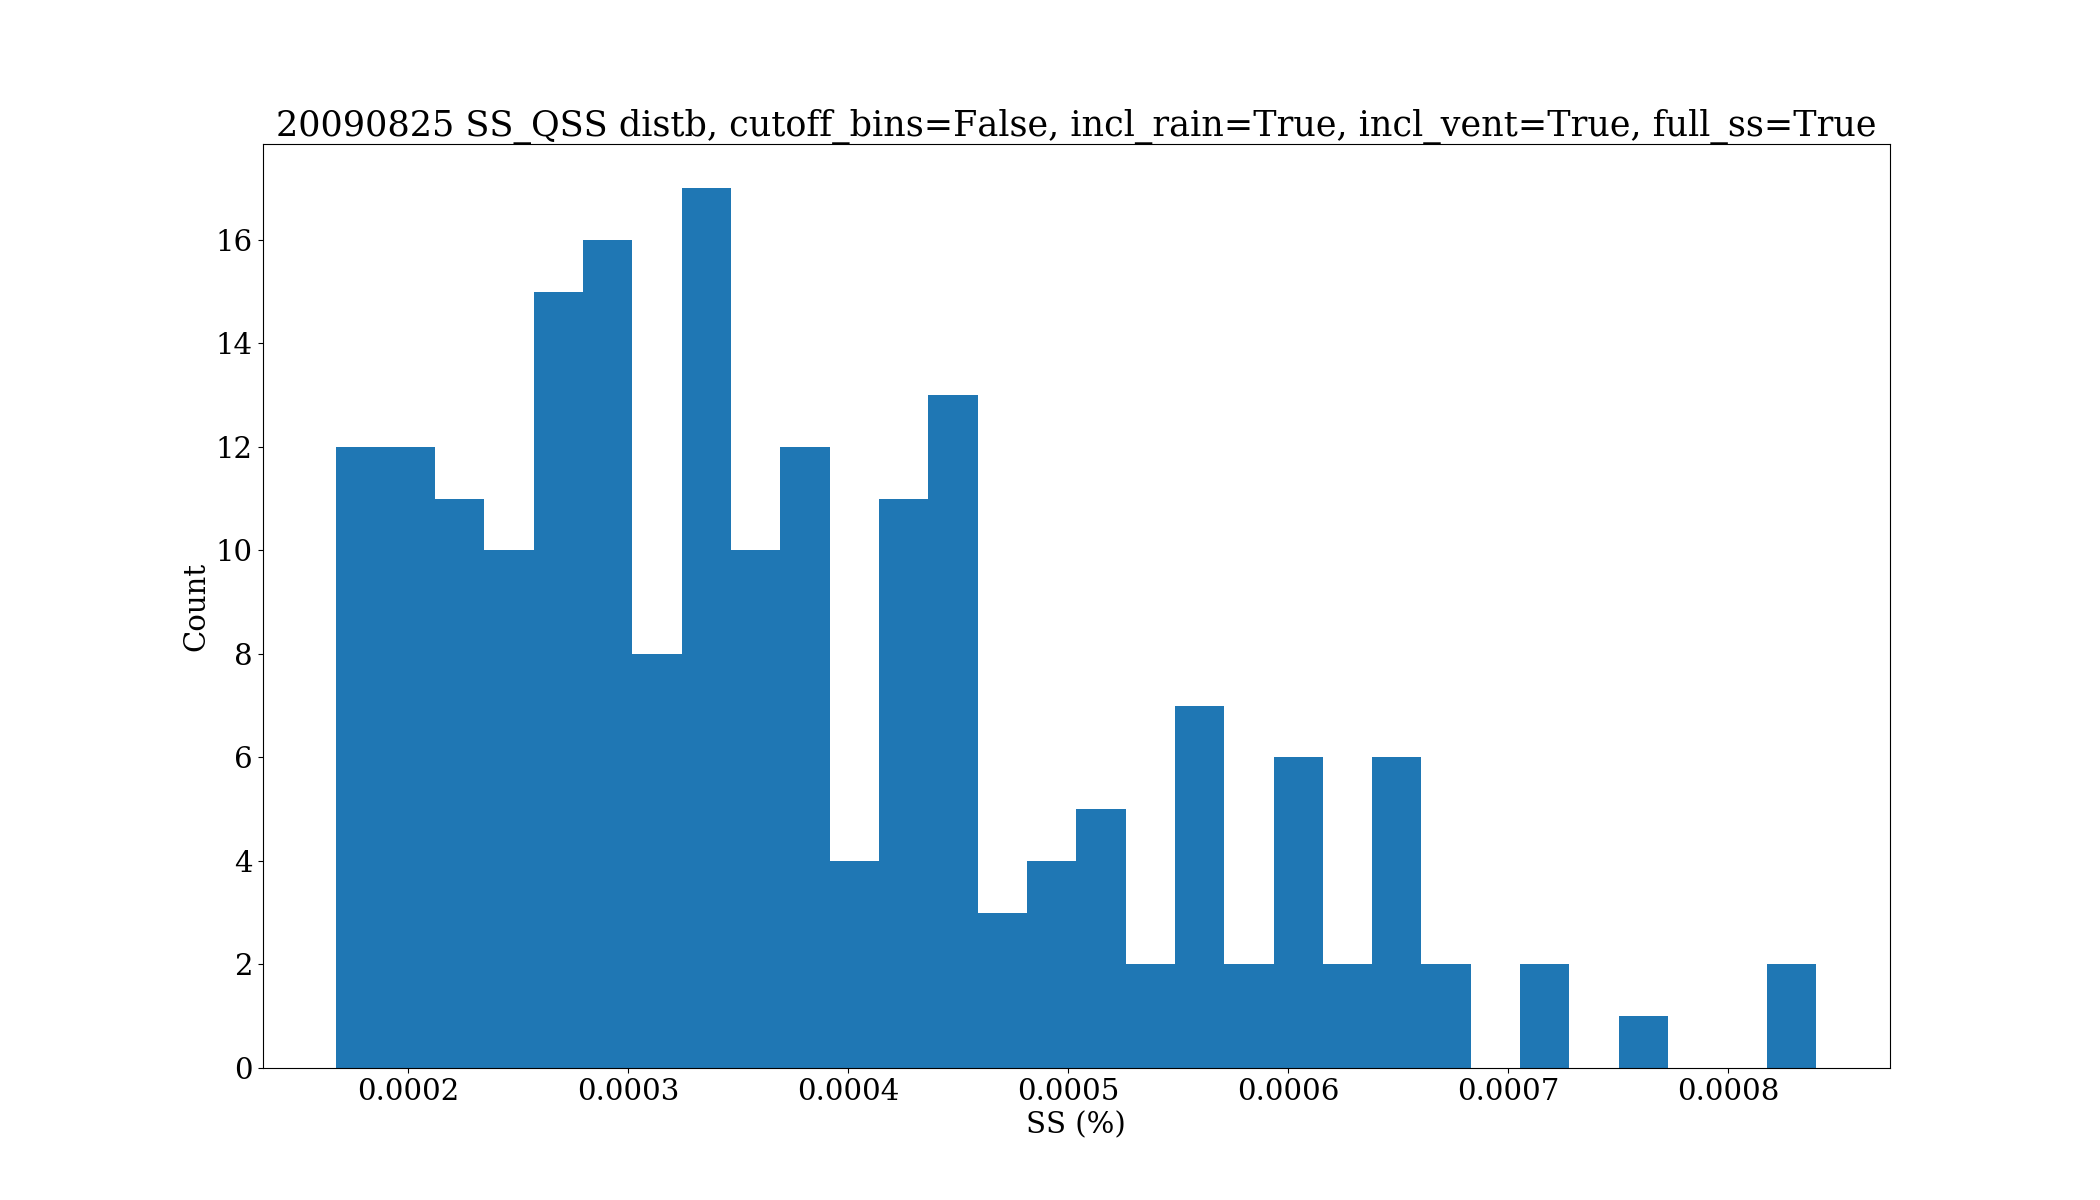 20090825 SS_QSS distb, cutoff_bins=False, incl_rain=True, incl_vent=True, full_ss=True
16
14
12
10
8
6
4
2
0
Count
0.0002 0.0003 0.0004 0.0005 0.0006 0.0007 0.0008
SS (%)